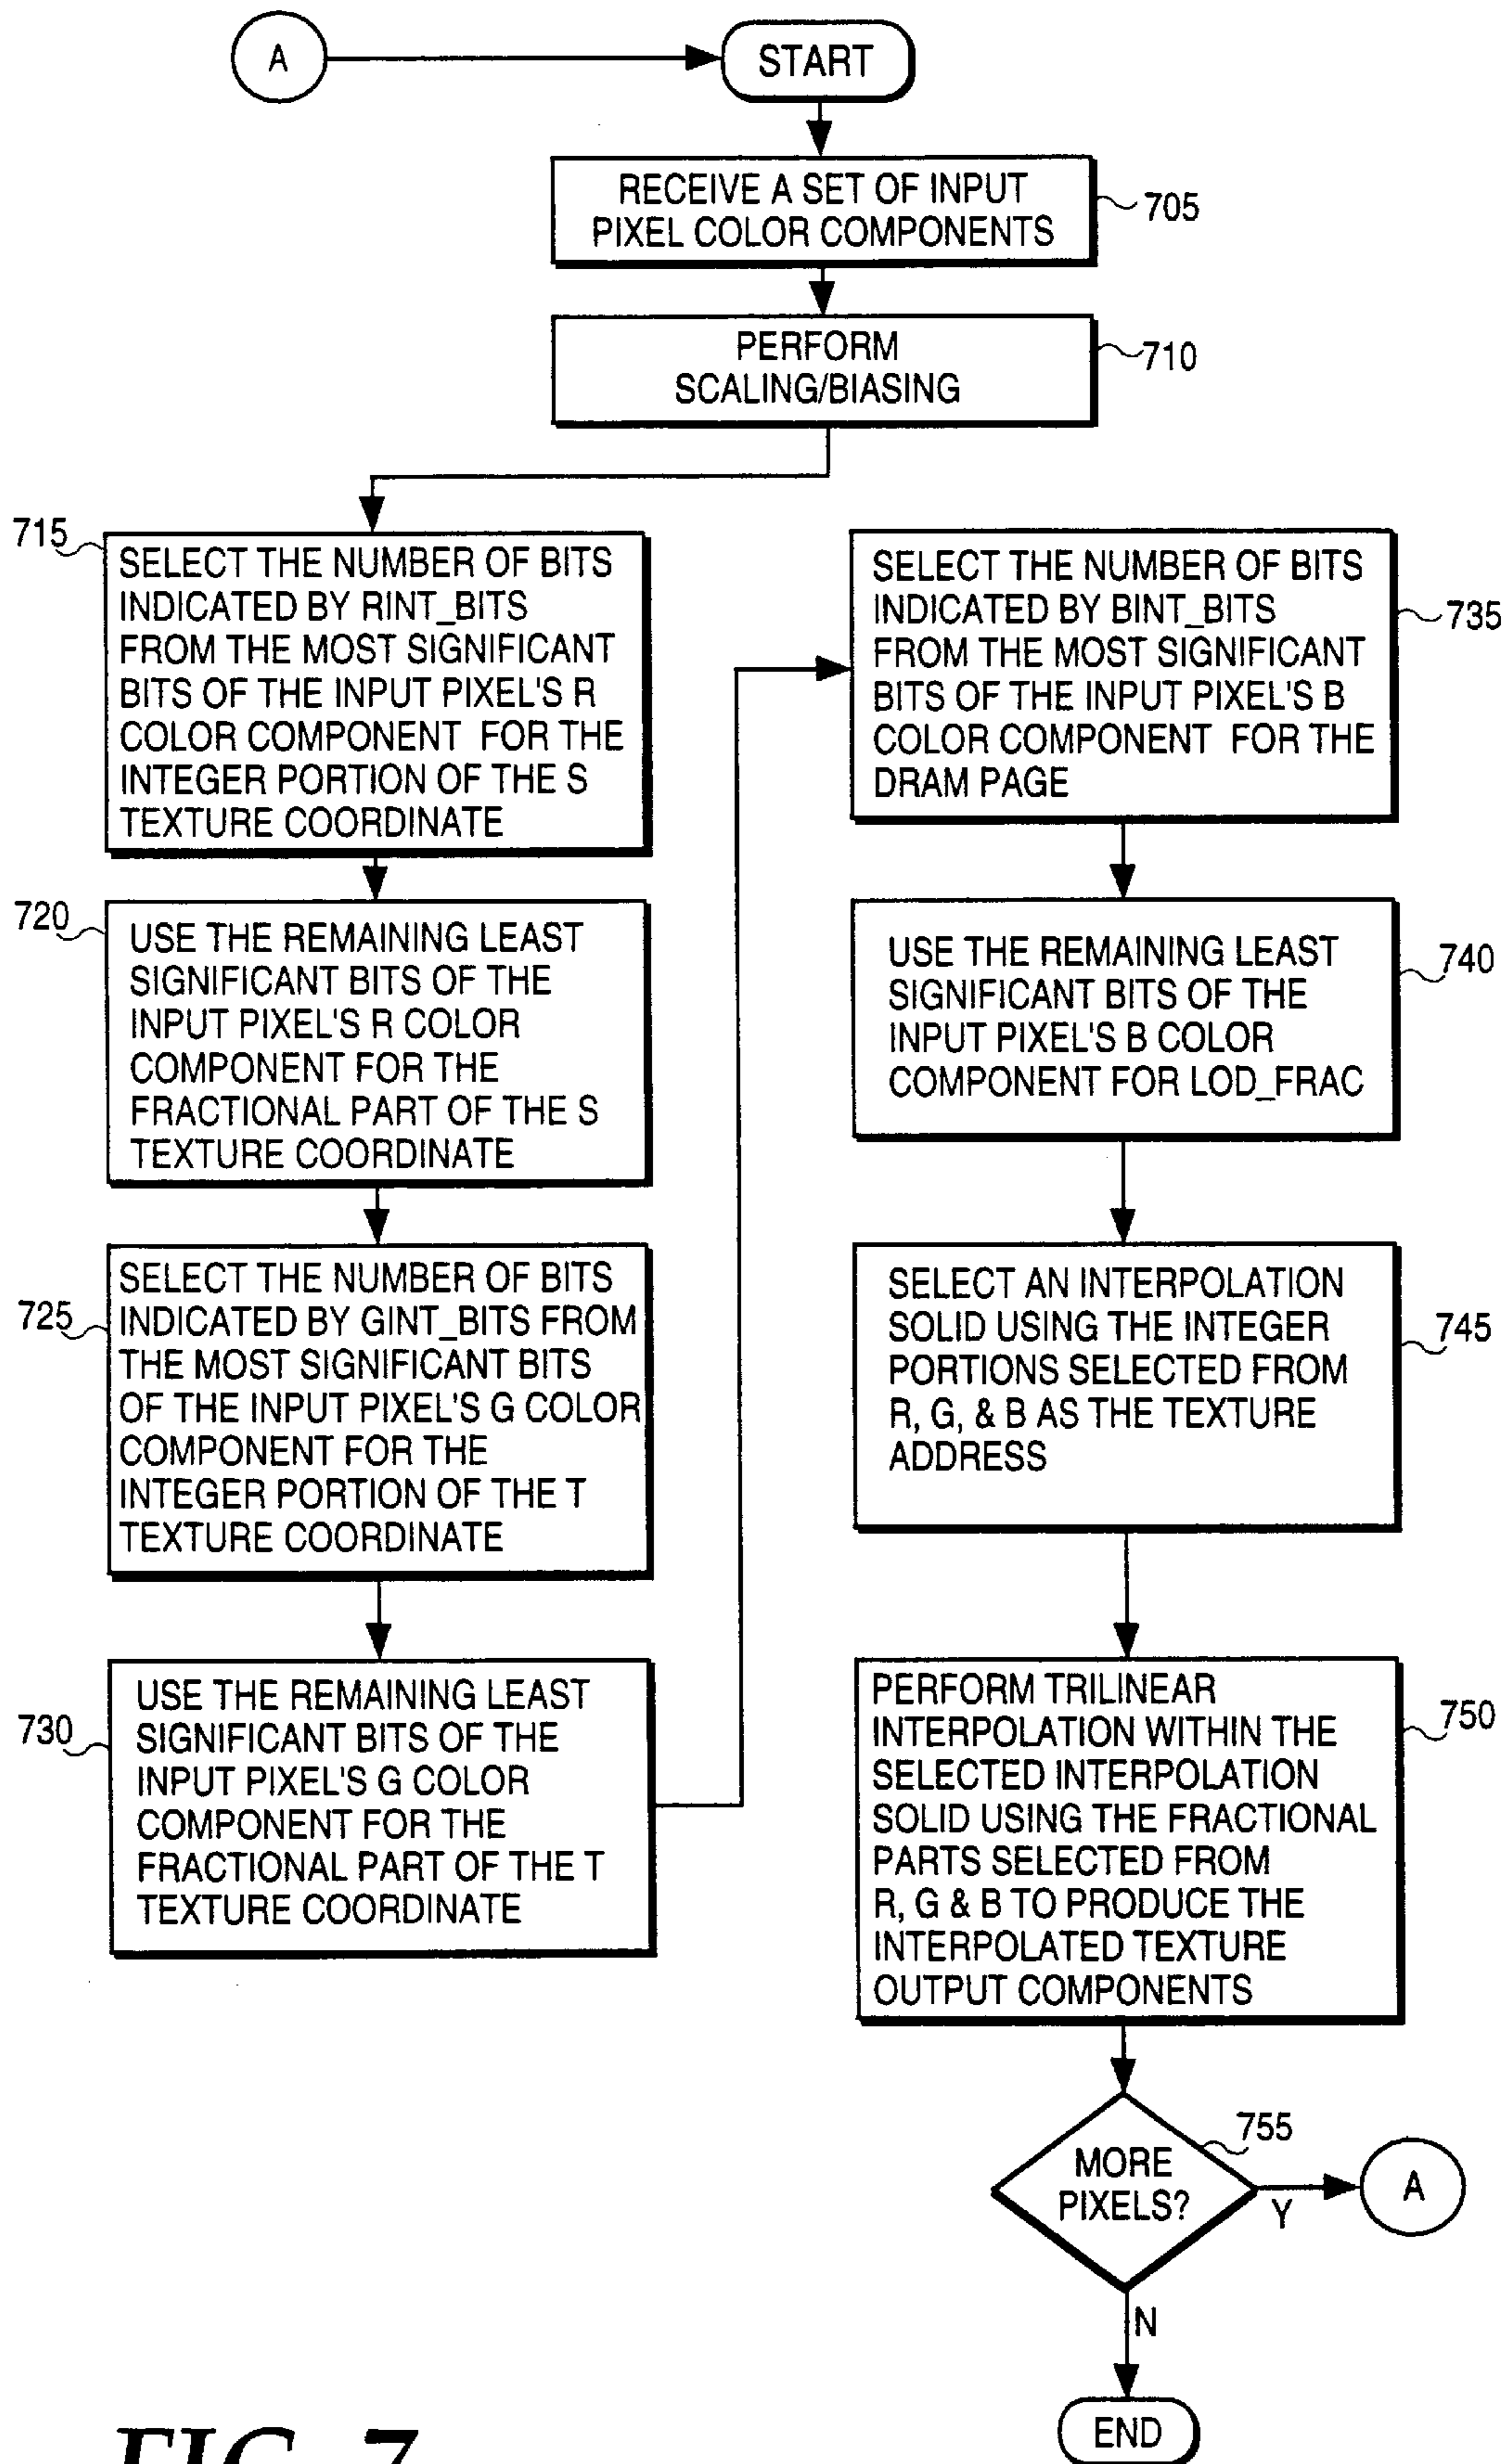 A
START
RECEIVE A SET OF INPUT
PIXEL COLOR COMPONENTS
705
PERFORM
SCALING/BIASING
710
715
SELECT THE NUMBER OF BITS
INDICATED BY RINT_BITS
FROM THE MOST SIGNIFICANT
BITS OF THE INPUT PIXEL'S R
COLOR COMPONENT FOR THE
INTEGER PORTION OF THE S
TEXTURE COORDINATE
720
USE THE REMAINING LEAST
SIGNIFICANT BITS OF THE
INPUT PIXEL'S R COLOR
COMPONENT FOR THE
FRACTIONAL PART OF THE S
TEXTURE COORDINATE
725
SELECT THE NUMBER OF BITS
INDICATED BY GINT_BITS FROM
THE MOST SIGNIFICANT BITS
OF THE INPUT PIXEL'S G COLOR
COMPONENT FOR THE
INTEGER PORTION OF THE T
TEXTURE COORDINATE
730
USE THE REMAINING LEAST
SIGNIFICANT BITS OF THE
INPUT PIXEL'S G COLOR
COMPONENT FOR THE
FRACTIONAL PART OF THE T
TEXTURE COORDINATE
SELECT THE NUMBER OF BITS
INDICATED BY BINT_BITS
FROM THE MOST SIGNIFICANT
BITS OF THE INPUT PIXEL'S B
COLOR COMPONENT FOR THE
DRAM PAGE
735
USE THE REMAINING LEAST
SIGNIFICANT BITS OF THE
INPUT PIXEL'S B COLOR
COMPONENT FOR LOD_FRAC
740
SELECT AN INTERPOLATION
SOLID USING THE INTEGER
PORTIONS SELECTED FROM
R, G, & B AS THE TEXTURE
ADDRESS
745
PERFORM TRILINEAR
INTERPOLATION WITHIN THE
SELECTED INTERPOLATION
SOLID USING THE FRACTIONAL
PARTS SELECTED FROM
R, G & B TO PRODUCE THE
INTERPOLATED TEXTURE
OUTPUT COMPONENTS
750
755
MORE
PIXELS?
Y
A
N
END
FIG. 7